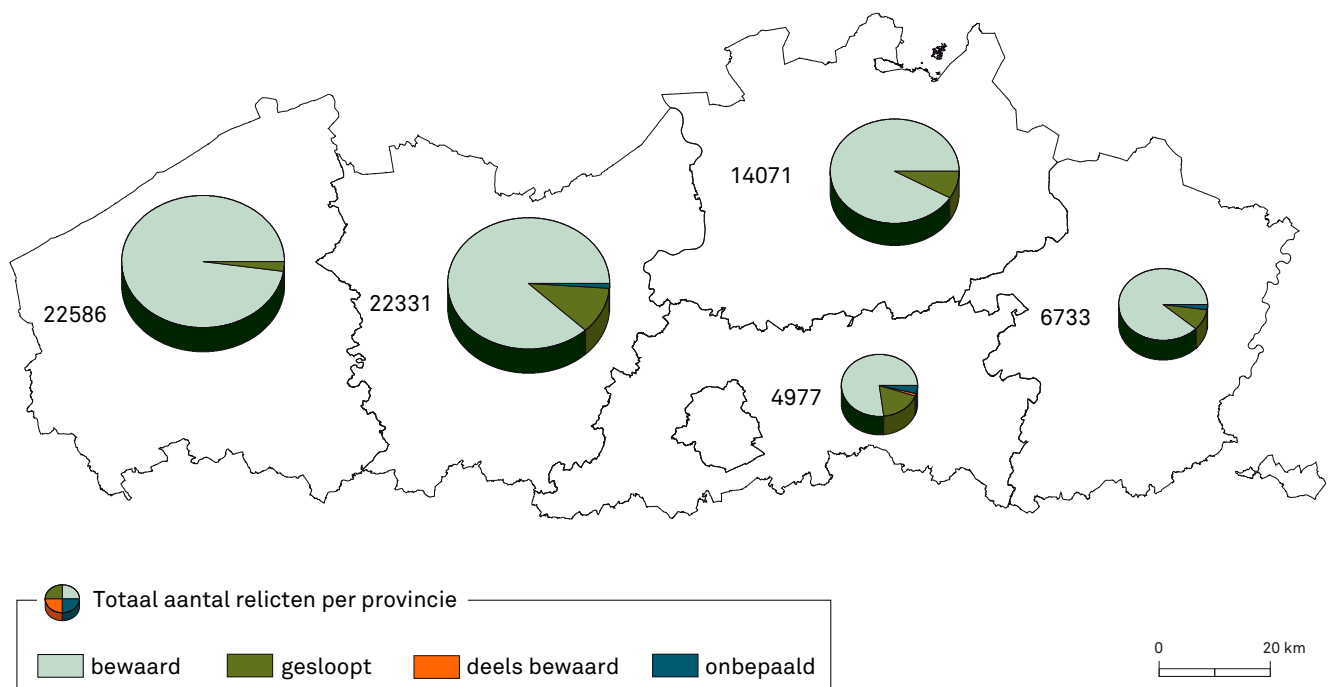 14071
22586
22331
6733
4977
Totaal aantal relicten per provincie
bewaard gesloopt deels bewaard onbepaald
0 20 km